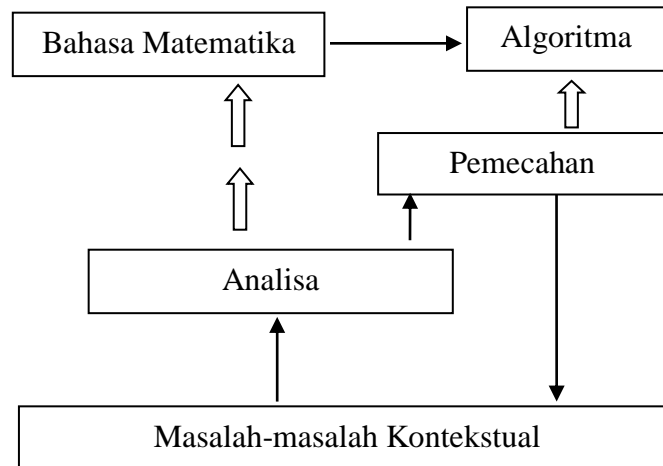 Bahasa Matematika
Algoritma
Pemecahan
Analisa
Masalah-masalah Kontekstual